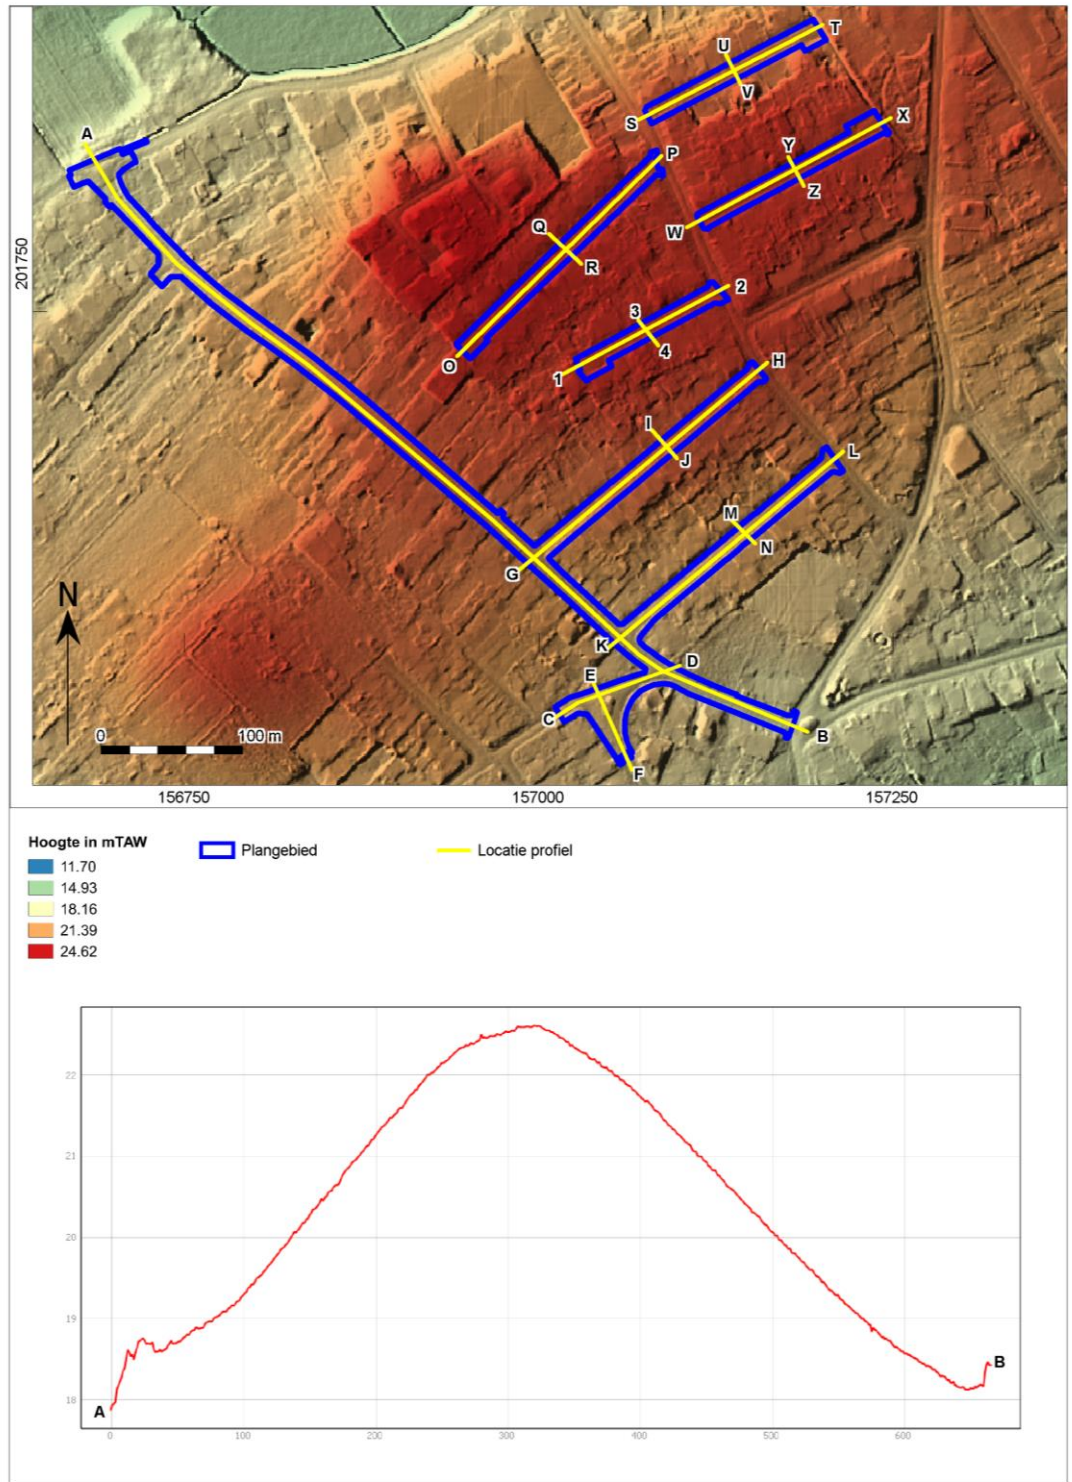 T
U
V
S
A
X
Y
Z
W
P
Q
R
O
201750
2
3
4
1
H
I
J
L
M
N
G
N
K
D
E
C
B
F
0 100 m
156750 157000 157250
Hoogte in mTAW
11.70
14.93
18.16
21.39
24.62
Plangebied
Locatie profiel
22
21
20
19
18
A
B
0 100 200 300 400 500 600